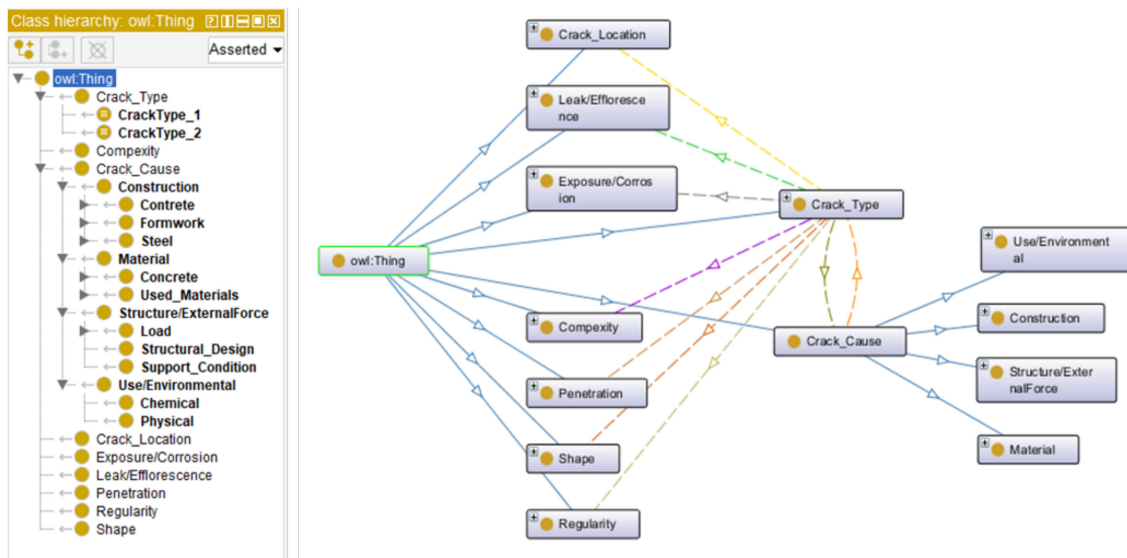 Class hierarchy: owl:Thing
Asserted
owl:Thing
Crack_Type
CrackType_1
CrackType_2
Compexity
Crack_Cause
Construction
Contrete
Formwork
Steel
Material
Concrete
Used_Materials
Structure/ExternalForce
Load
Structural_Design
Support_Condition
Use/Environmental
Chemical
Physical
Crack_Location
Exposure/Corrosion
Leak/Efflorescence
Penetration
Regularity
Shape
Crack_Location
Leak/Effloresce
nce
Exposure/Corros
ion
Crack_Type
owl:Thing
Use/Environment
al
Compexity
Construction
Crack_Cause
Structure/Exter
nalForce
Penetration
Material
Shape
Regularity